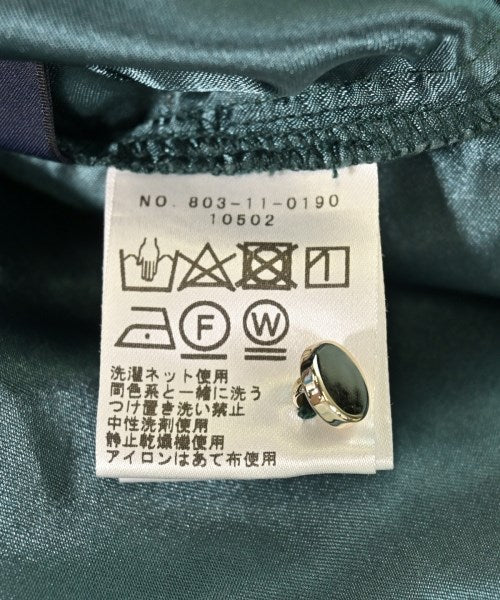 NO. 803-11-0190
10502
F
W
洗濯ネット使用
同色系と一緒に洗う
つけ置き洗い禁止
中性洗剤使用
静止乾燥機使用
アイロンはあて布使用